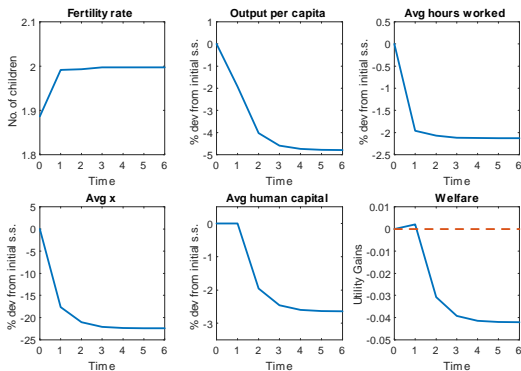 Fertility rate
2.1
2
1.9
1.8
No. of children
0 1 2 3 4 5 6
Time
Output per capita
0
-1
-2
-3
-4
-5
% dev from initial s.s.
0 1 2 3 4 5 6
Time
Avg hours worked
0.5
0
-0.5
-1
-1.5
-2
-2.5
% dev from initial s.s.
0 1 2 3 4 5 6
Time
Avg x
5
0
-5
-10
-15
-20
-25
% dev from initial s.s.
0 1 2 3 4 5 6
Time
Avg human capital
0
-1
-2
-3
% dev from initial s.s.
0 1 2 3 4 5 6
Time
Welfare
0.01
0
-0.01
-0.02
-0.03
-0.04
-0.05
Utility Gains
0 1 2 3 4 5 6
Time